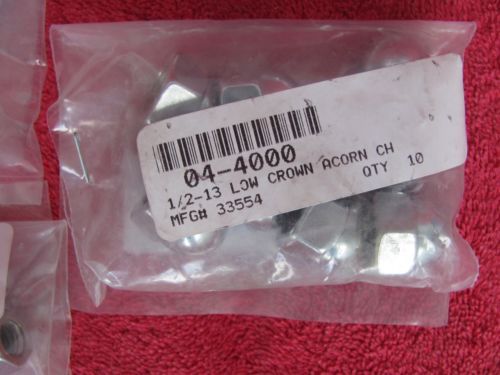 04-4000
1/2-13 LOW CROWN ACORN CH
MFG# 33554 QTY 10